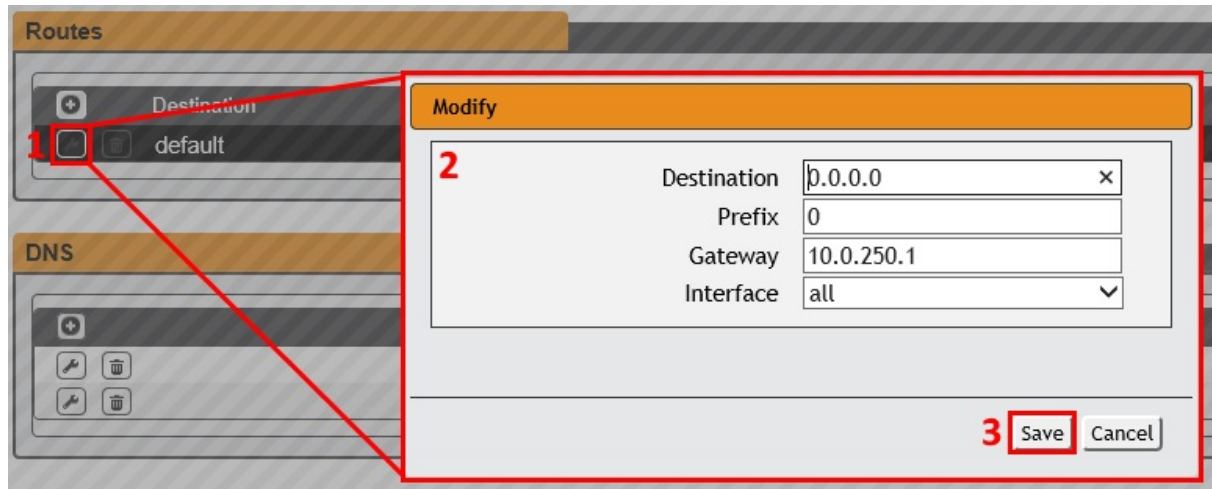 Routes
Destination
1 default
DNS
Modify
2
Destination 0.0.0.0 ×
Prefix 0
Gateway 10.0.250.1
Interface all
3 Save Cancel